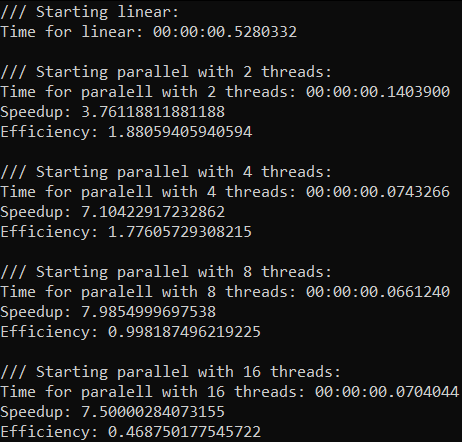 /// Starting linear:
Time for linear: 00:00:00.5280332
/// Starting parallel with 2 threads:
Time for paralell with 2 threads: 00:00:00.1403900
Speedup: 3.76118811881188
Efficiency: 1.88059405940594
/// Starting parallel with 4 threads:
Time for paralell with 4 threads: 00:00:00.0743266
Speedup: 7.10422917232862
Efficiency: 1.77605729308215
/// Starting parallel with 8 threads:
Time for paralell with 8 threads: 00:00:00.0661240
Speedup: 7.9854999697538
Efficiency: 0.998187496219225
/// Starting parallel with 16 threads:
Time for paralell with 16 threads: 00:00:00.0704044
Speedup: 7.50000284073155
Efficiency: 0.468750177545722